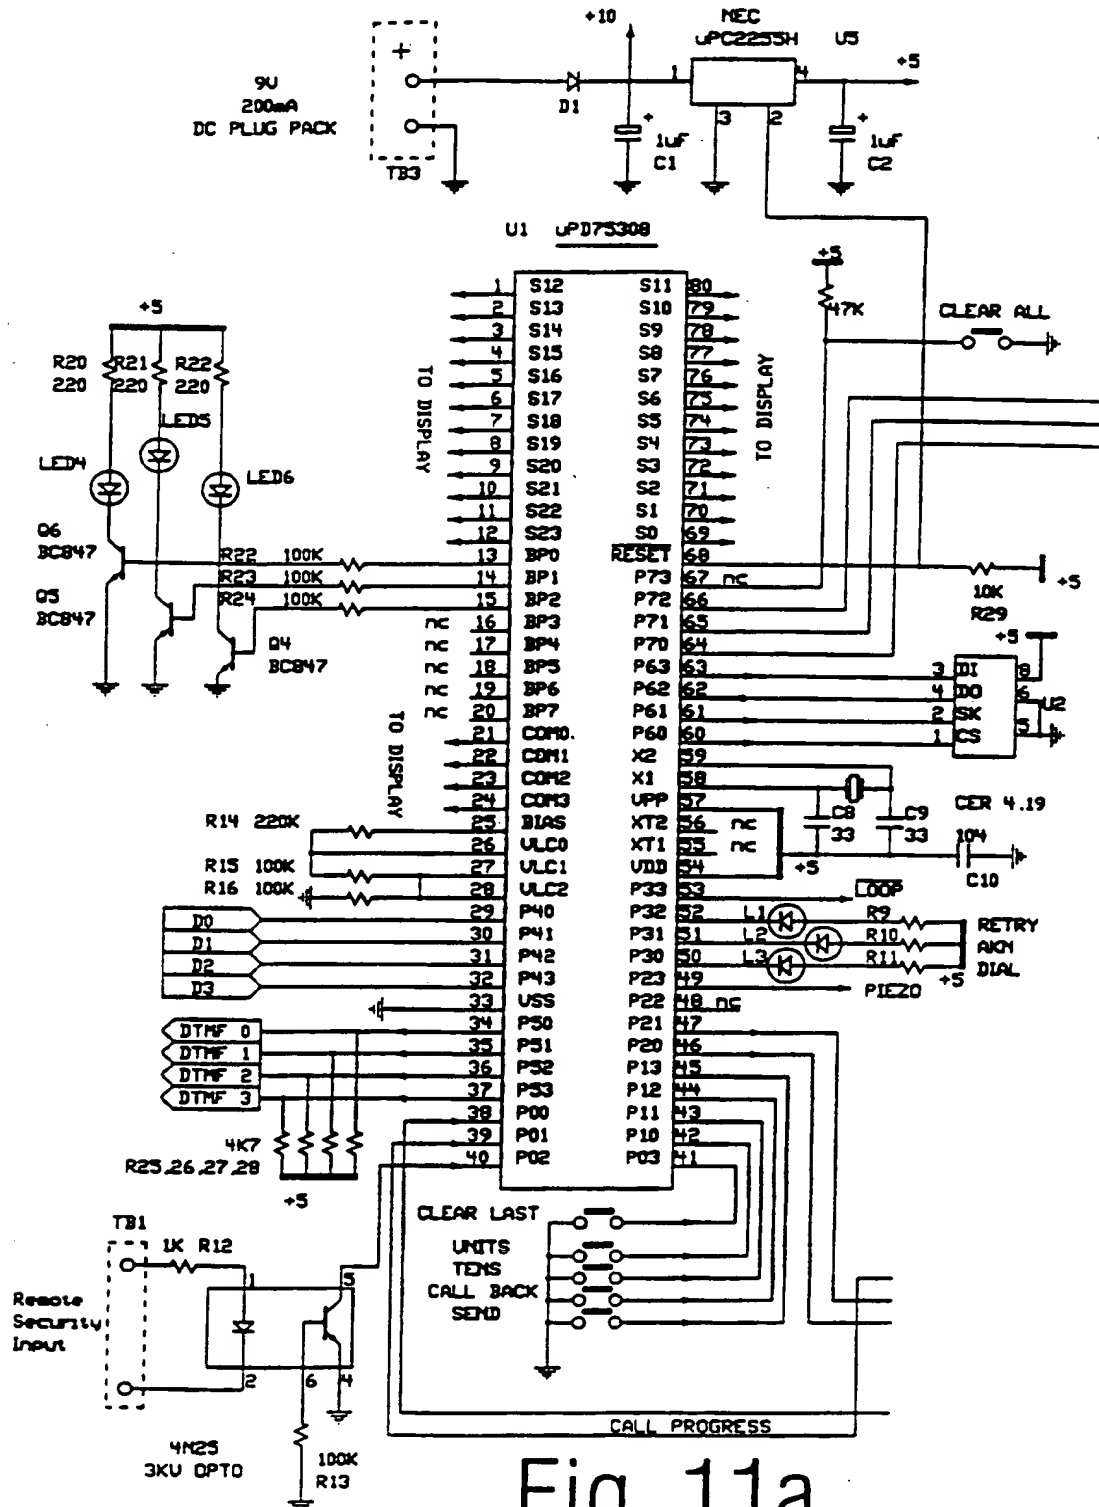 +10
NEC
uPC2255H U5
+5
9V
200mA
DC PLUG PACK
+
TB3
D1
1 4
3 2
+
1uF
C1
+
1uF
C2
U1 uPD75308
+5
47K
CLEAR ALL
+5
R20 R21 R22
220 220 220
LED5
LED4
LED6
Q6
BC847
Q5
BC847
Q4
BC847
R22 100K
R23 100K
R24 100K
TO DISPLAY
TO DISPLAY
TO DISPLAY
1 S12 S11 80
2 S13 S10 79
3 S14 S9 78
4 S15 S8 77
5 S16 S7 76
6 S17 S6 75
7 S18 S5 74
8 S19 S4 73
9 S20 S3 72
10 S21 S2 71
11 S22 S1 70
12 S23 S0 69
13 BP0 RESET 68
14 BP1 P73 67 nc
15 BP2 P72 66
nc 16 BP3 P71 65
nc 17 BP4 P70 64
nc 18 BP5 P63 63
nc 19 BP6 P62 62
nc 20 BP7 P61 61
21 COM0. P60 60
22 COM1 X2 59
23 COM2 X1 58
24 COM3 VPP 57
25 BIAS XT2 56 nc
26 VLC0 XT1 55 nc
27 VLC1 VDD 54
28 VLC2 P33 53
29 P40 P32 52
30 P41 P31 51
31 P42 P30 50
32 P43 P23 49
33 VSS P22 48 nc
34 P50 P21 47
35 P51 P20 46
36 P52 P13 45
37 P53 P12 44
38 P00 P11 43
39 P01 P10 42
40 P02 P03 41
10K
R29
+5
+5
3 DI 8
4 DO 6
2 SK 5
1 CS
U2
C8
33
C9
33
CER 4.19
104
C10
+5
LOOP
L1 R9 RETRY
L2 R10 AKN
L3 R11 DIAL
+5
PIEZO
R14 220K
R15 100K
R16 100K
D0
D1
D2
D3
DTMF 0
DTMF 1
DTMF 2
DTMF 3
4K7
R25,26,27,28
+5
CLEAR LAST
UNITS
TENS
CALL BACK
SEND
TB1
1K R12
Remote
Security
Input
1 5
2 6 4
4N25
3KV OPTO
100K
R13
CALL PROGRESS
Fig 11a